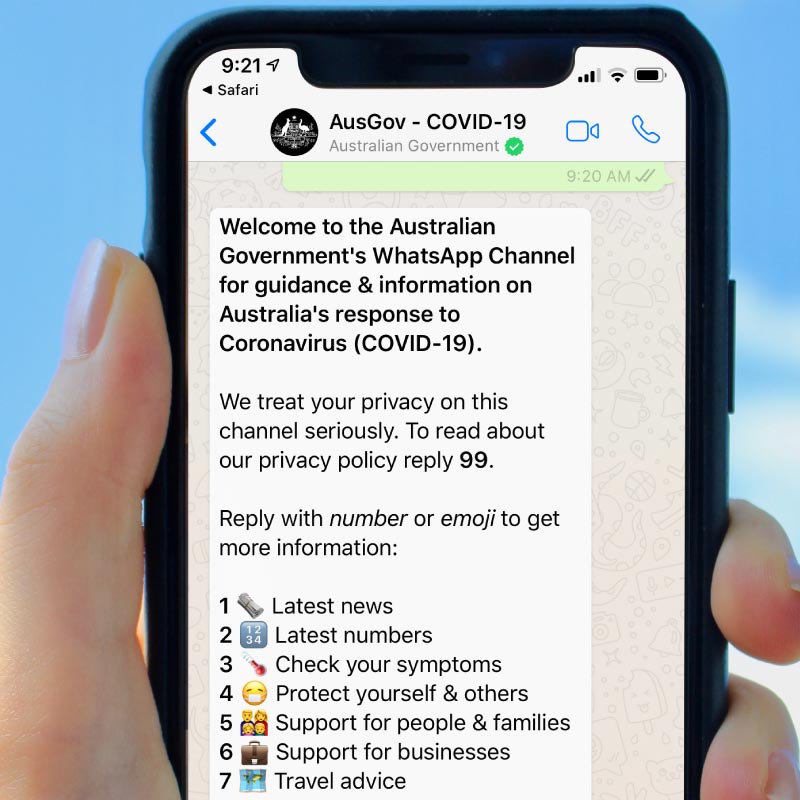 9:21
◀ Safari
AusGov - COVID-19
Australian Government
9:20 AM
Welcome to the Australian
Government's WhatsApp Channel
for guidance & information on
Australia's response to
Coronavirus (COVID-19).
We treat your privacy on this
channel seriously. To read about
our privacy policy reply 99.
Reply with number or emoji to get
more information:
1 🗞️ Latest news
2 🔢 Latest numbers
3 🌡️ Check your symptoms
4 😷 Protect yourself & others
5 👨‍👩‍👧‍👦 Support for people & families
6 💼 Support for businesses
7 🗺️ Travel advice